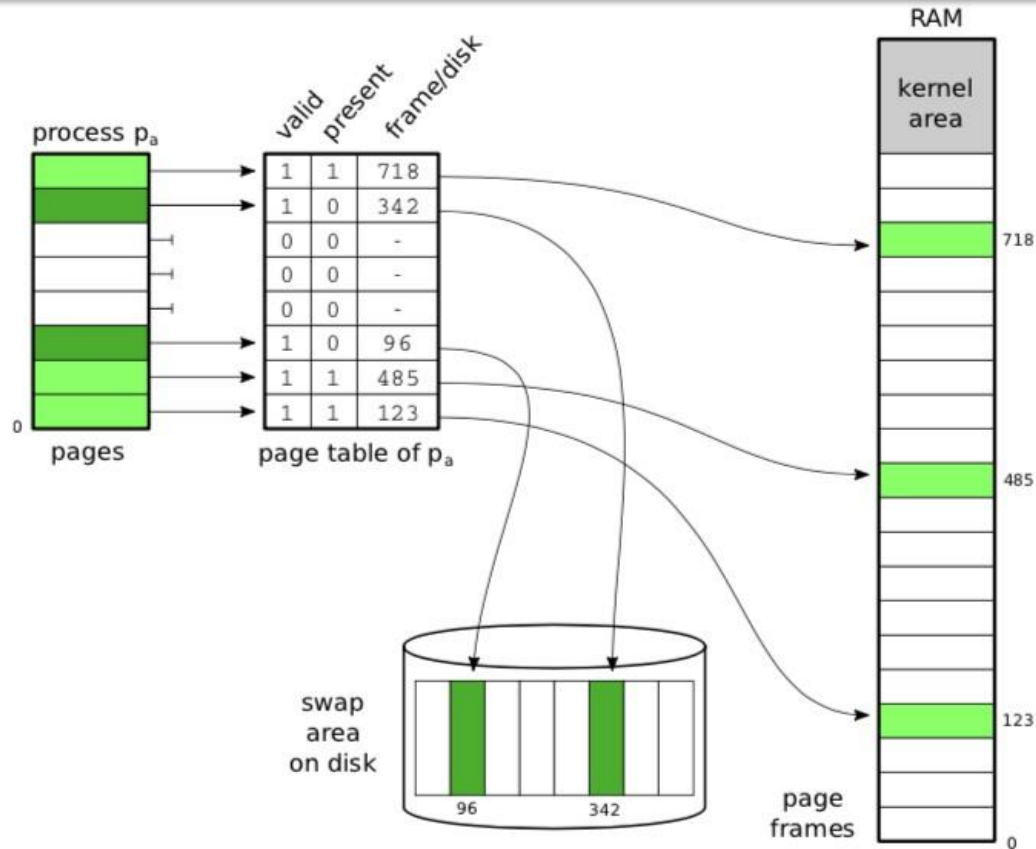 RAM
kernel
area
valid
present
frame/disk
process pa
1 1 718
1 0 342
0 0 -
0 0 -
0 0 -
1 0 96
1 1 485
1 1 123
0
pages
page table of pa
718
485
123
0
swap
area
on disk
96
342
page
frames